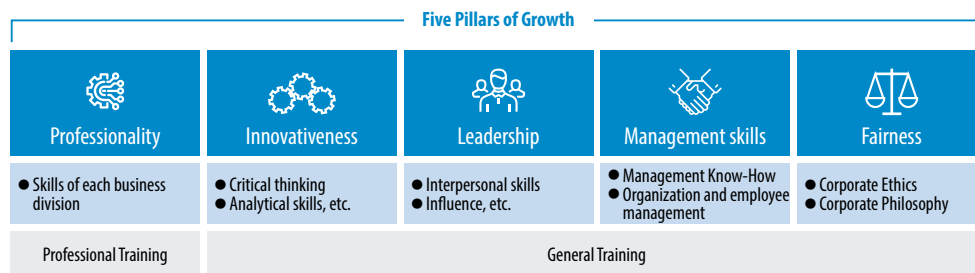 Five Pillars of Growth
Professionality
Innovativeness
Leadership
Management skills
Fairness
● Skills of each business
division
● Critical thinking
● Analytical skills, etc.
● Interpersonal skills
● Influence, etc.
● Management Know-How
● Organization and employee
management
● Corporate Ethics
● Corporate Philosophy
Professional Training
General Training